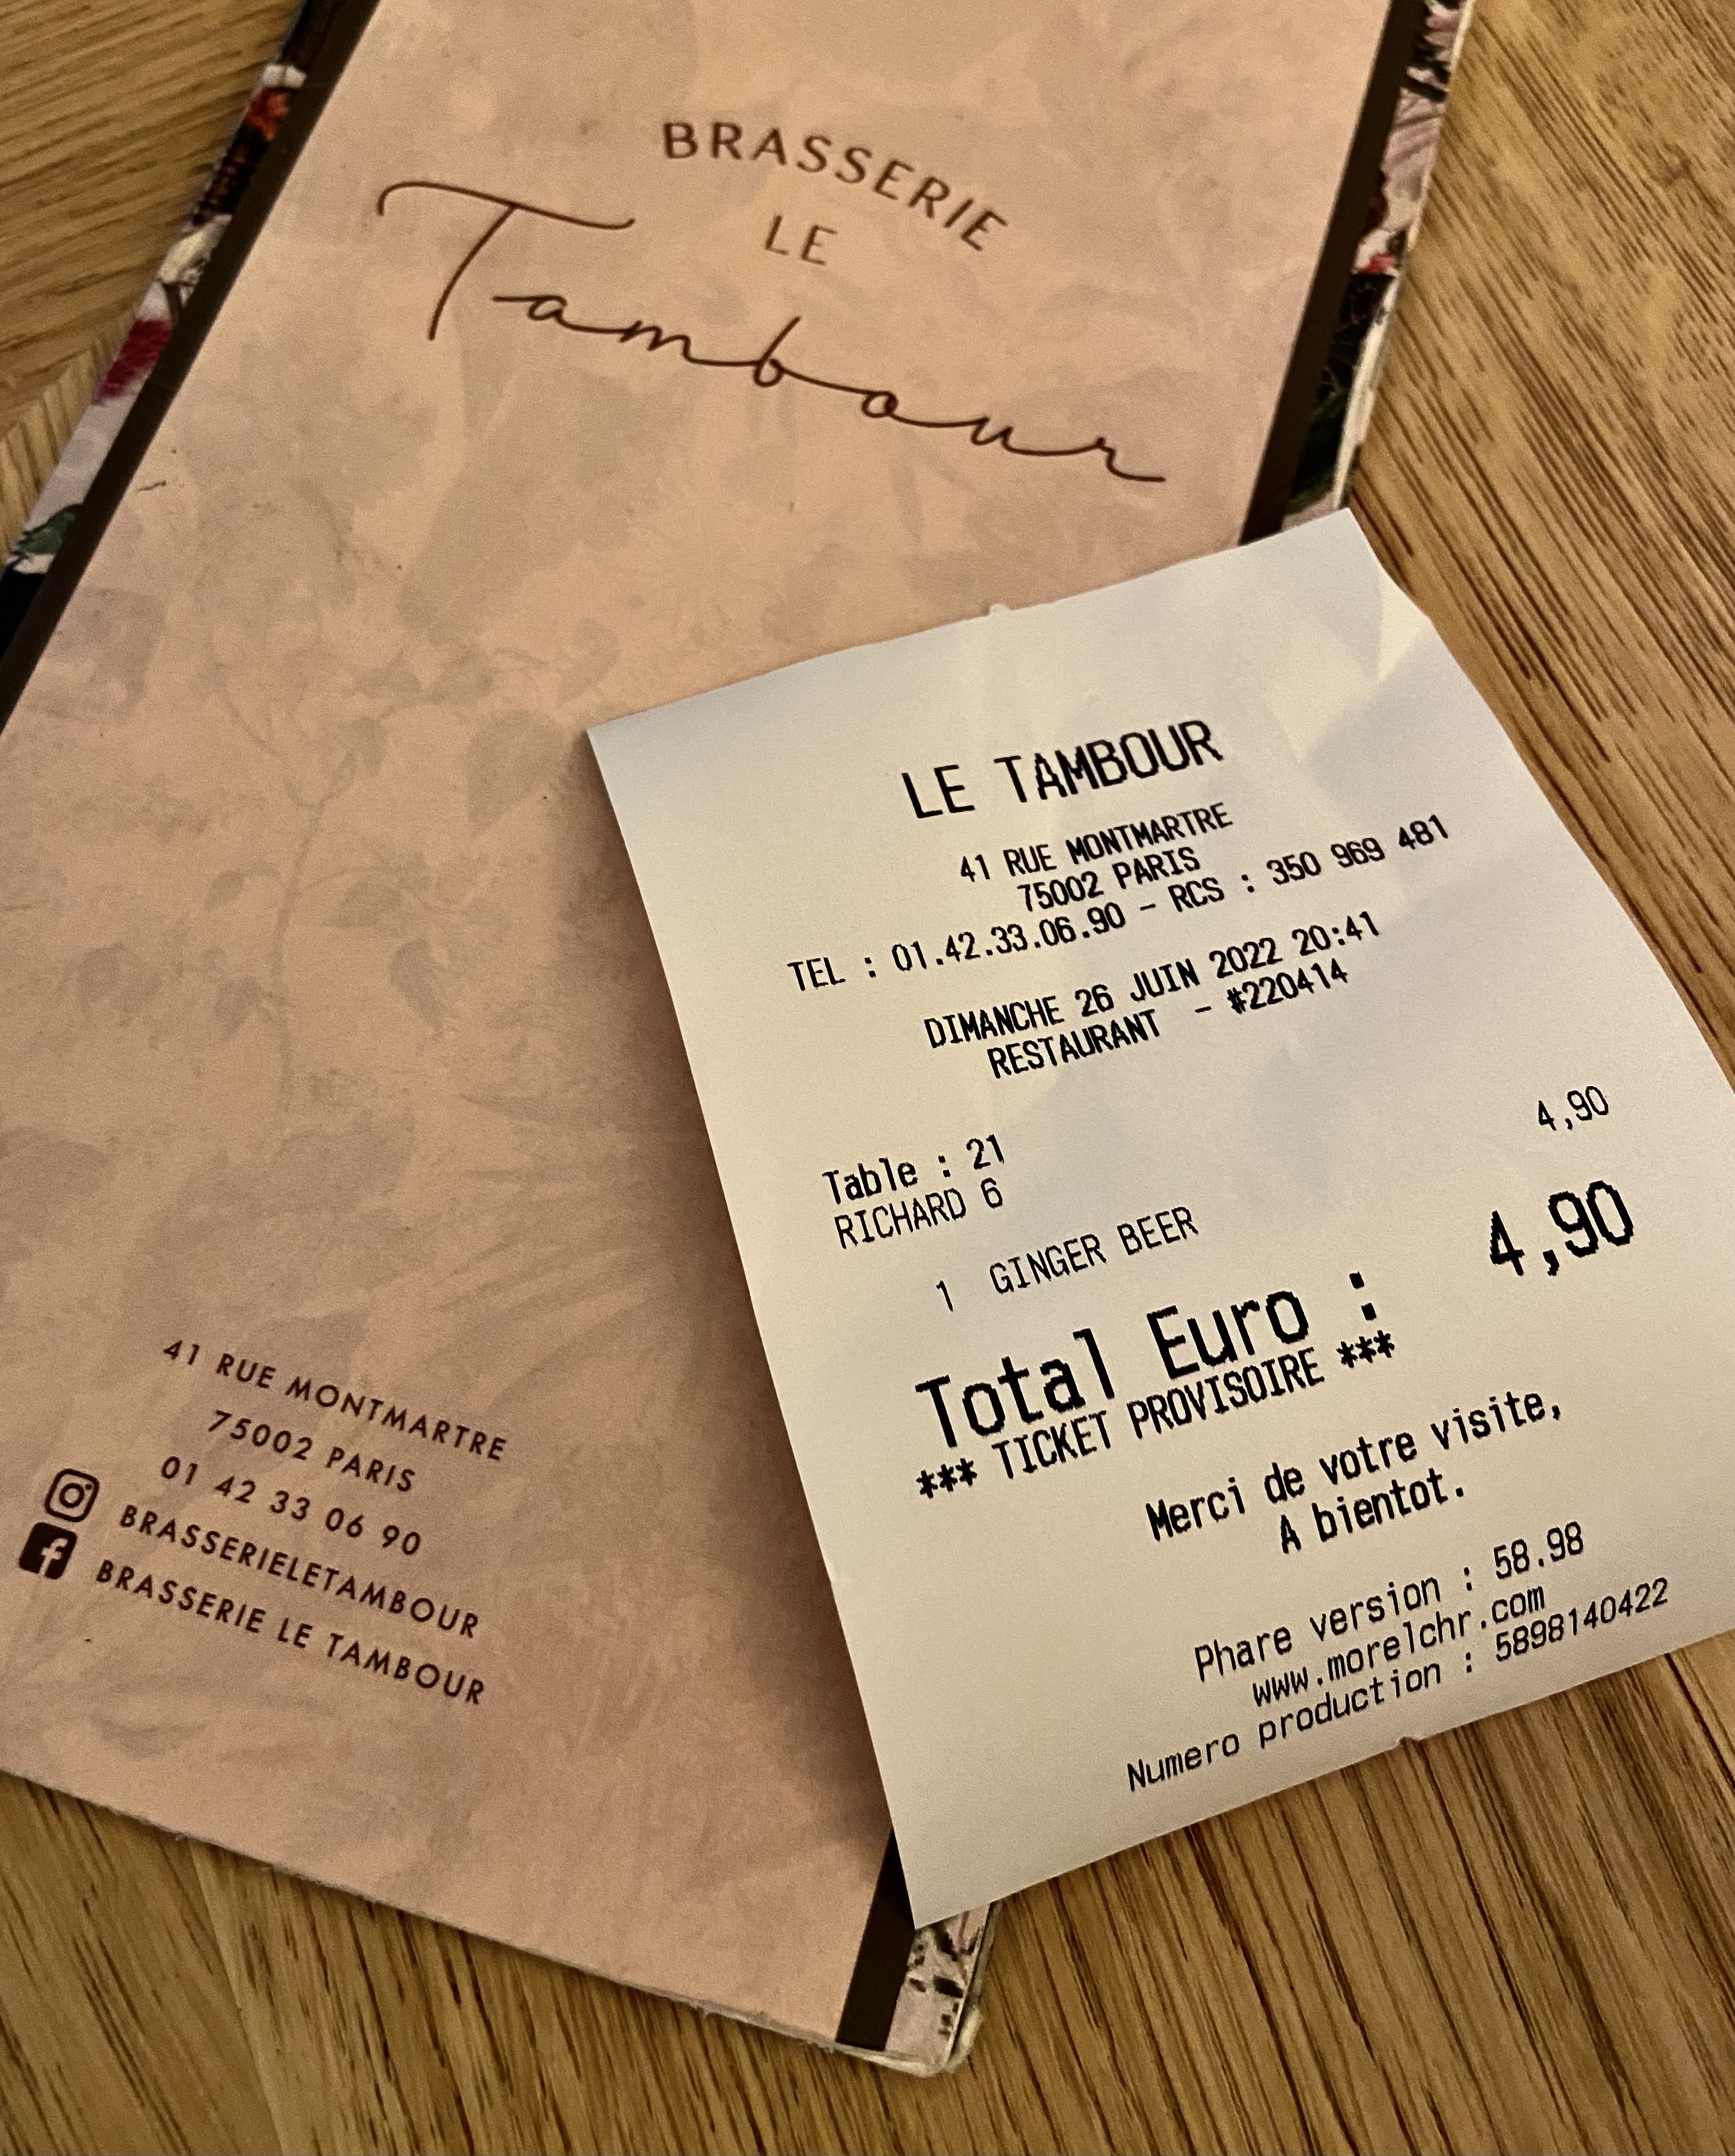 BRASSERIE
LE
Tambour
41 RUE MONTMARTRE
75002 PARIS
01 42 33 06 90
BRASSERIELETAMBOUR
BRASSERIE LE TAMBOUR
LE TAMBOUR
41 RUE MONTMARTRE
75002 PARIS
TEL : 01.42.33.06.90 - RCS : 350 969 481
DIMANCHE 26 JUIN 2022 20:41
RESTAURANT - #220414
Table : 21
RICHARD 6
1 GINGER BEER 4,90
Total Euro : 4,90
*** TICKET PROVISOIRE ***
Merci de votre visite,
A bientot.
Phare version : 58.98
www.morelchr.com
Numero production : 5898140422